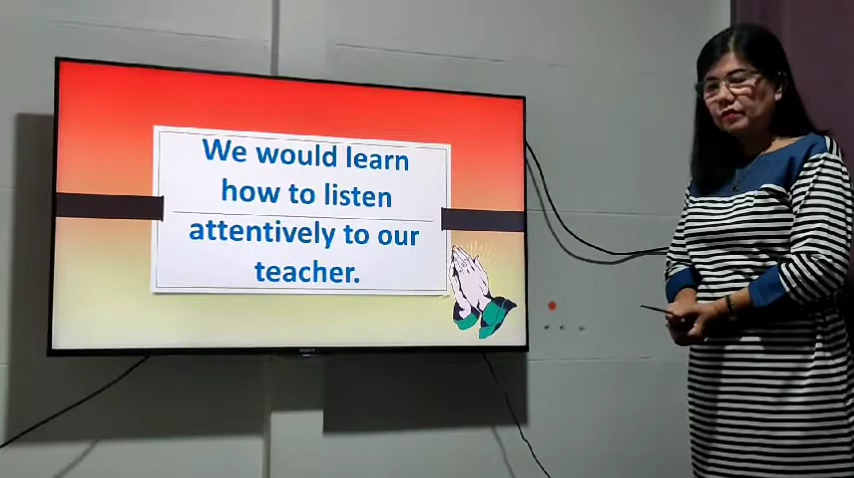 We would learn
how to listen
attentively to our
teacher.